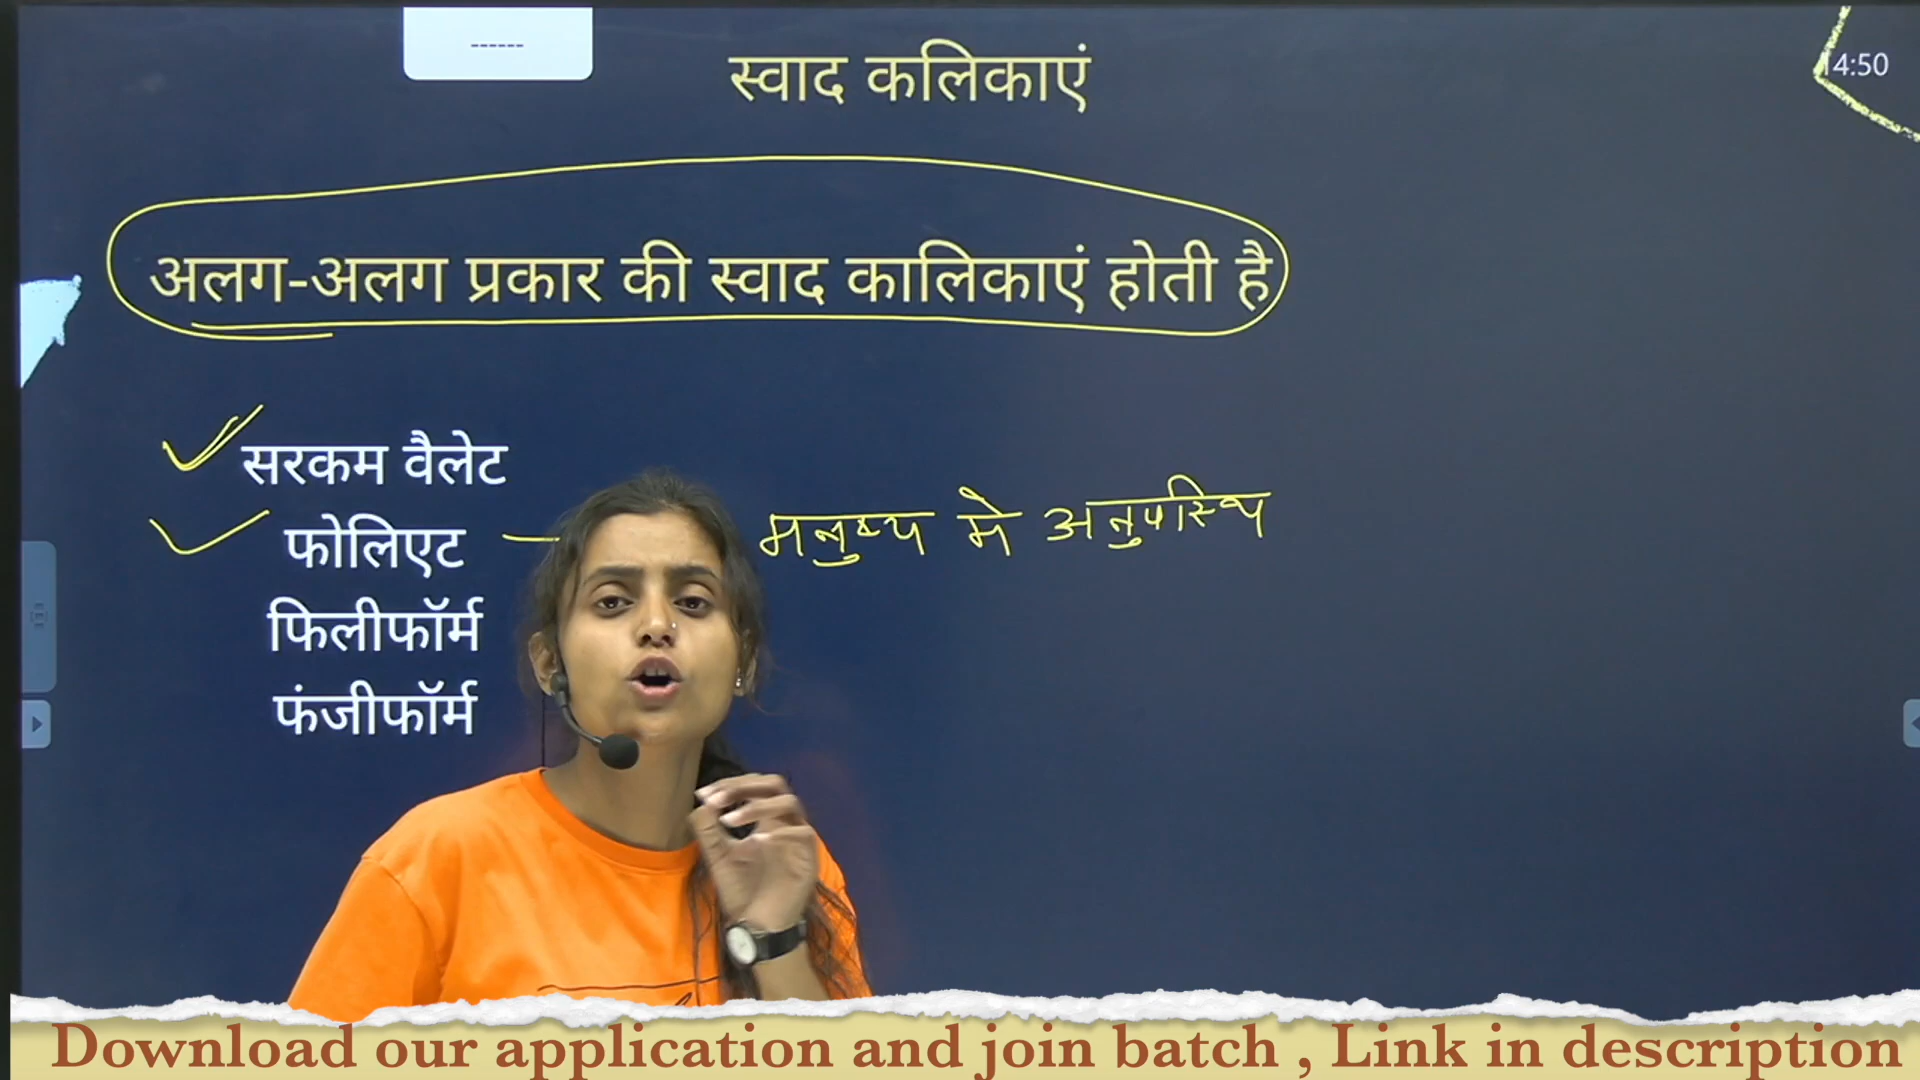 ------
स्वाद कलिकाएं
4:50
अलग-अलग प्रकार की स्वाद कालिकाएं होती है
सरकम वैलेट
फोलिएट — मनुष्य मे अनुपस्थि
फिलीफॉर्म
फंजीफॉर्म
Download our application and join batch , Link in description